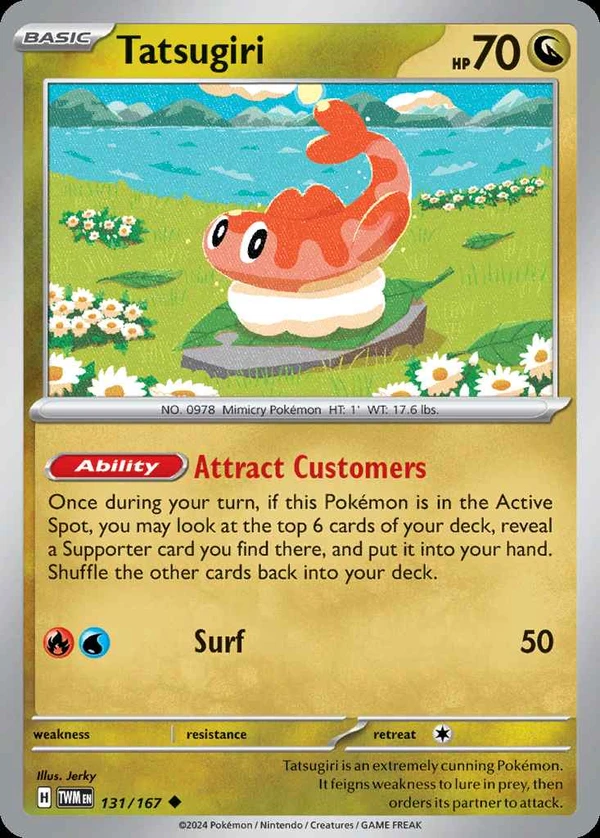 BASIC Tatsugiri HP 70
NO. 0978 Mimicry Pokémon HT: 1' WT: 17.6 lbs.
Ability Attract Customers
Once during your turn, if this Pokémon is in the Active
Spot, you may look at the top 6 cards of your deck, reveal
a Supporter card you find there, and put it into your hand.
Shuffle the other cards back into your deck.
Surf 50
weakness resistance retreat
Illus. Jerky
Tatsugiri is an extremely cunning Pokémon.
It feigns weakness to lure in prey, then
orders its partner to attack.
H TWM EN 131/167
©2024 Pokémon / Nintendo / Creatures / GAME FREAK